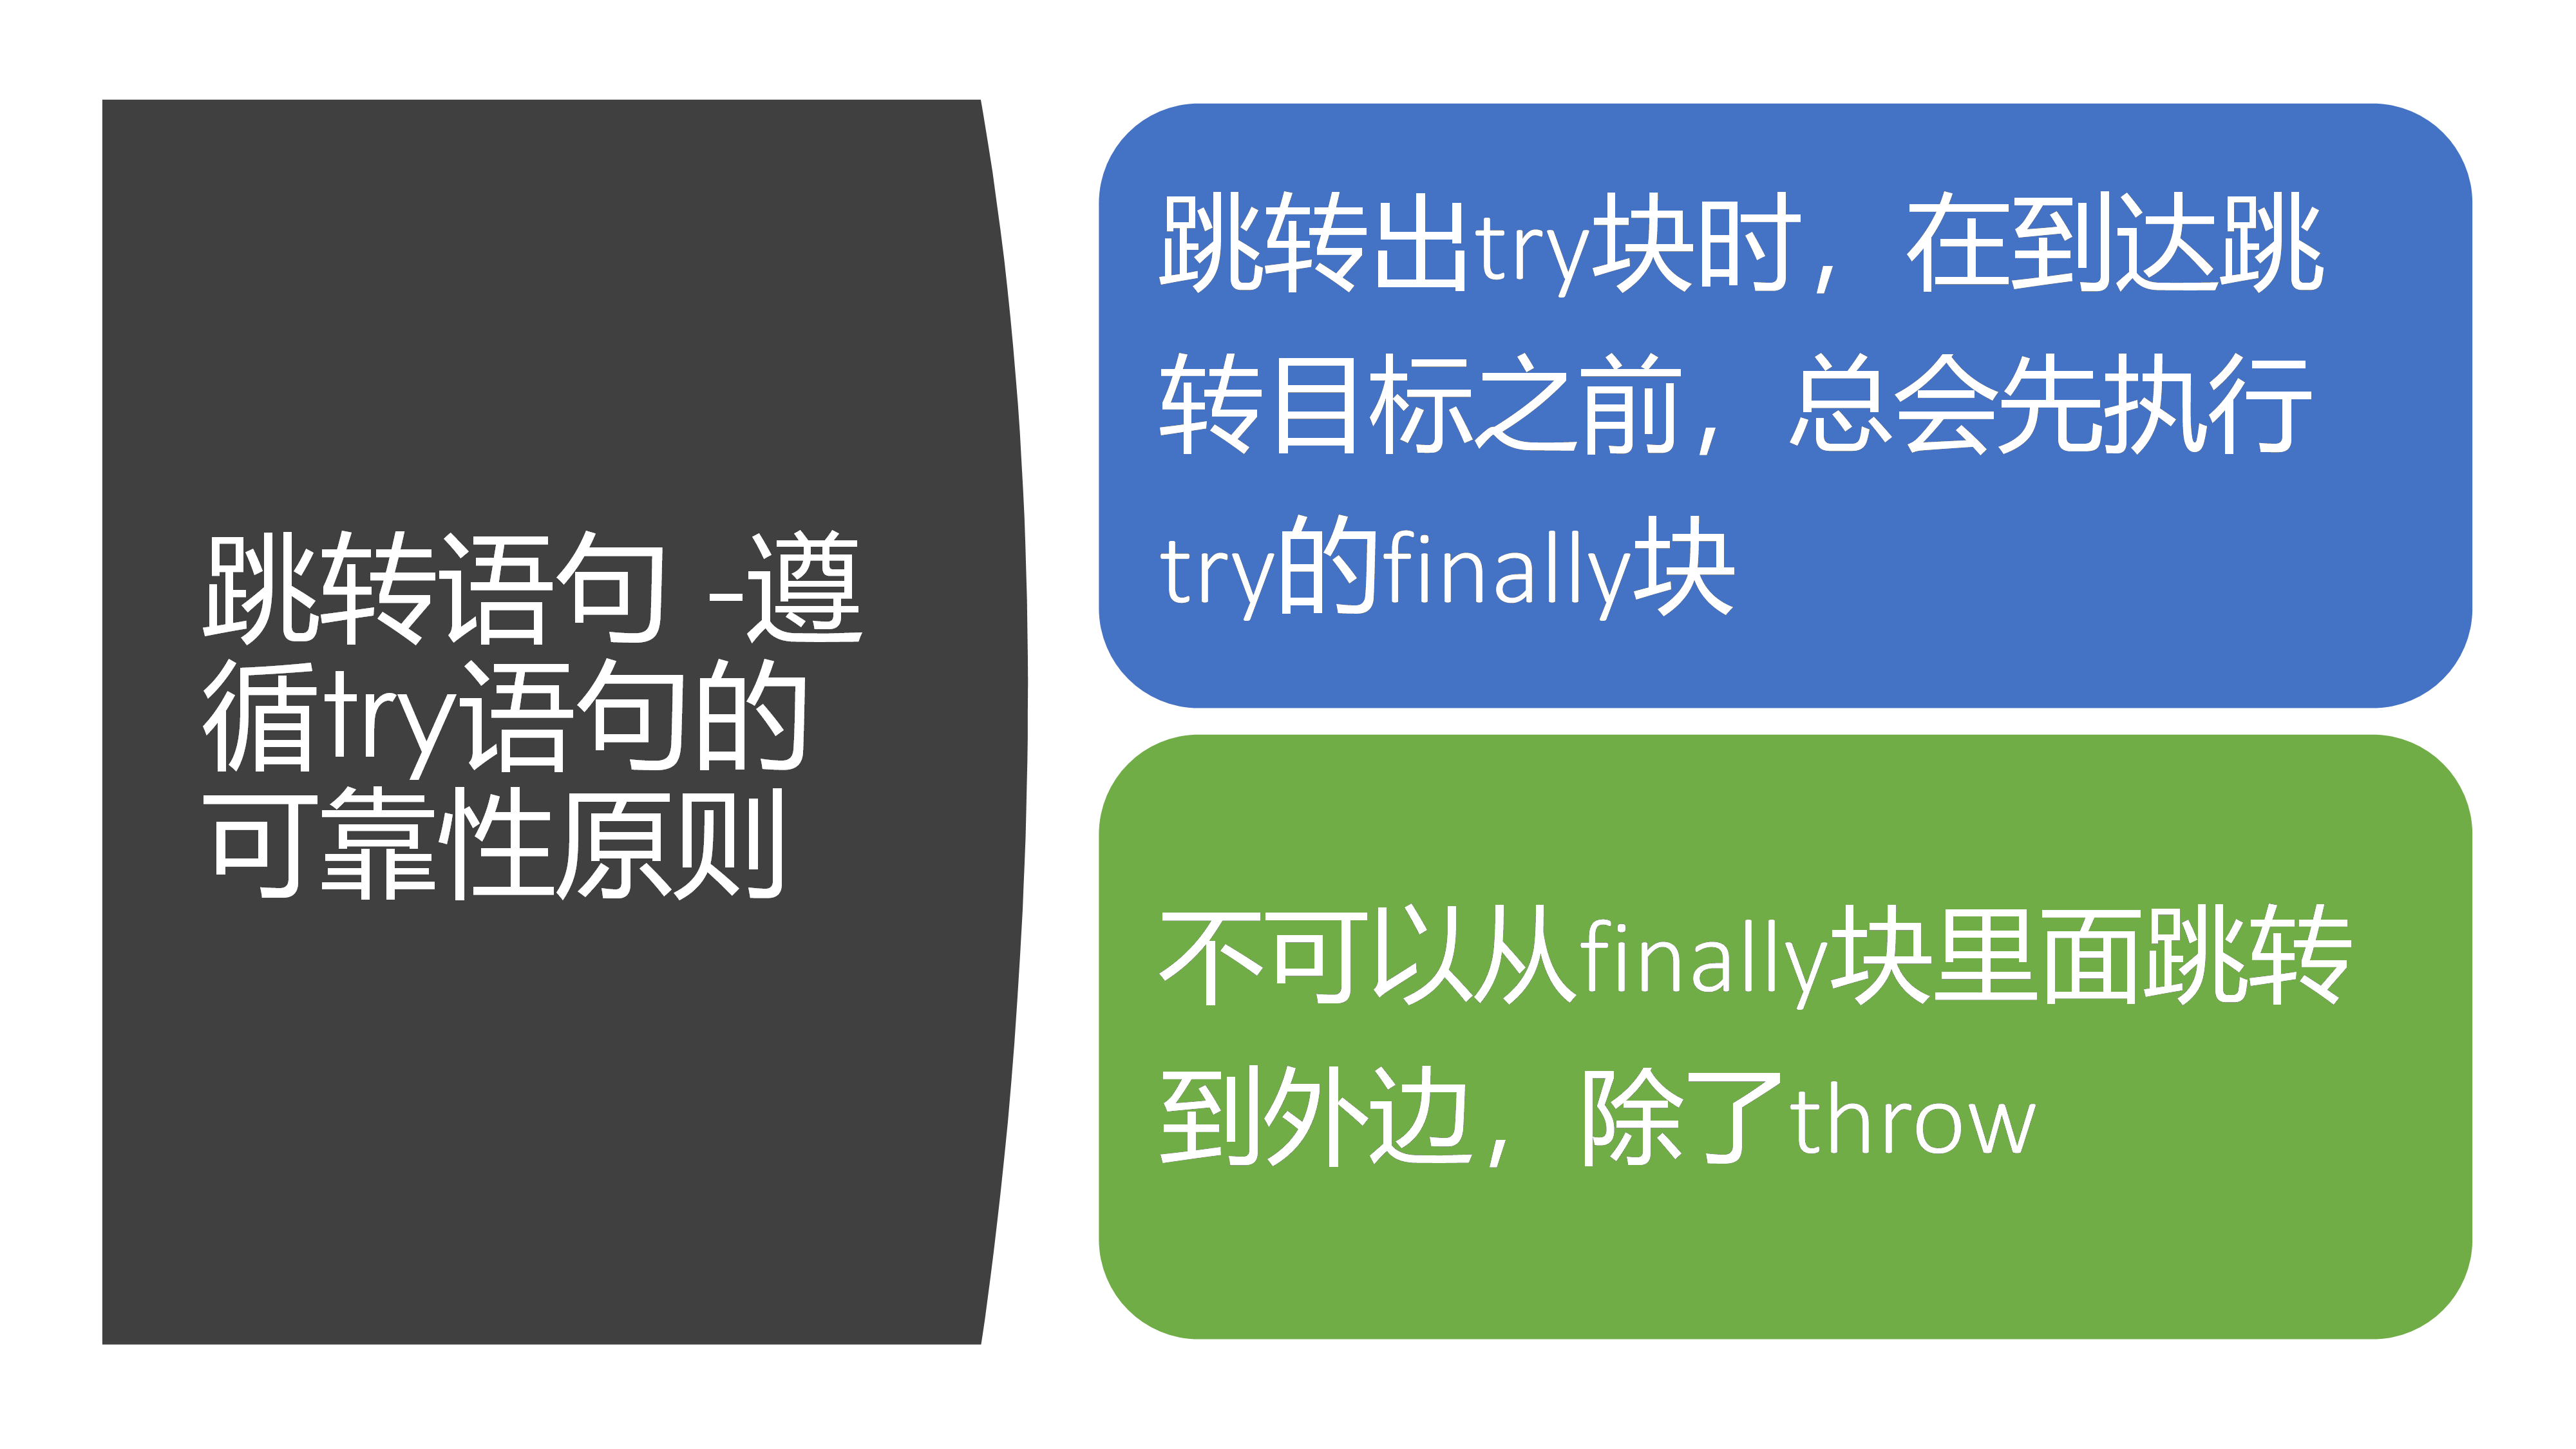 跳转语句 -遵
循try语句的
可靠性原则
跳转出try块时，在到达跳
转目标之前，总会先执行
try的finally块
不可以从finally块里面跳转
到外边，除了throw